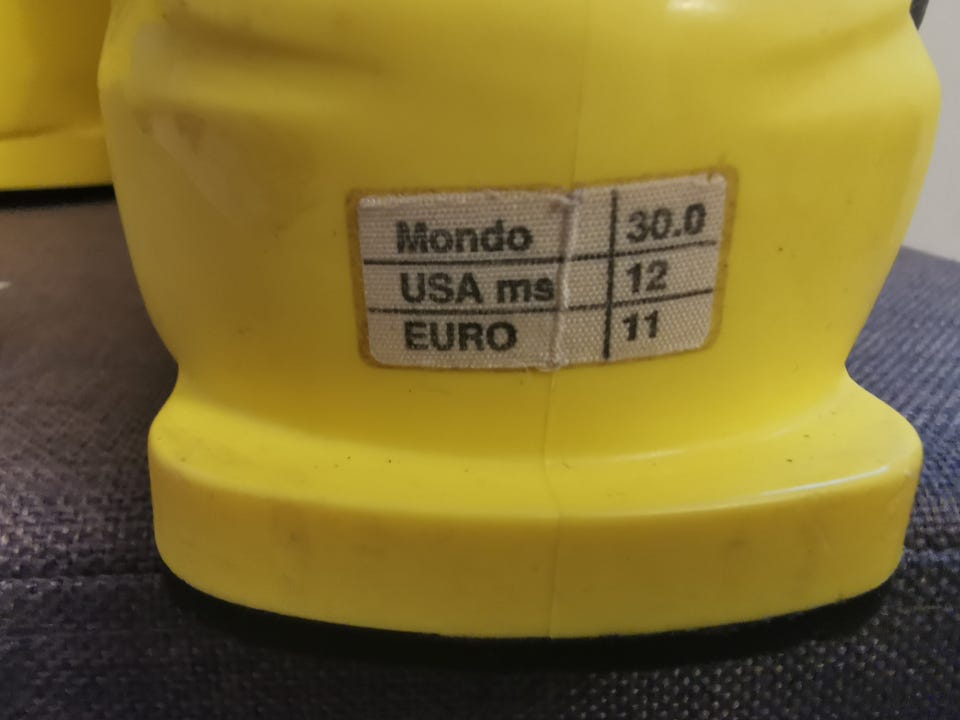 Mondo 30.0
USA ms 12
EURO 11